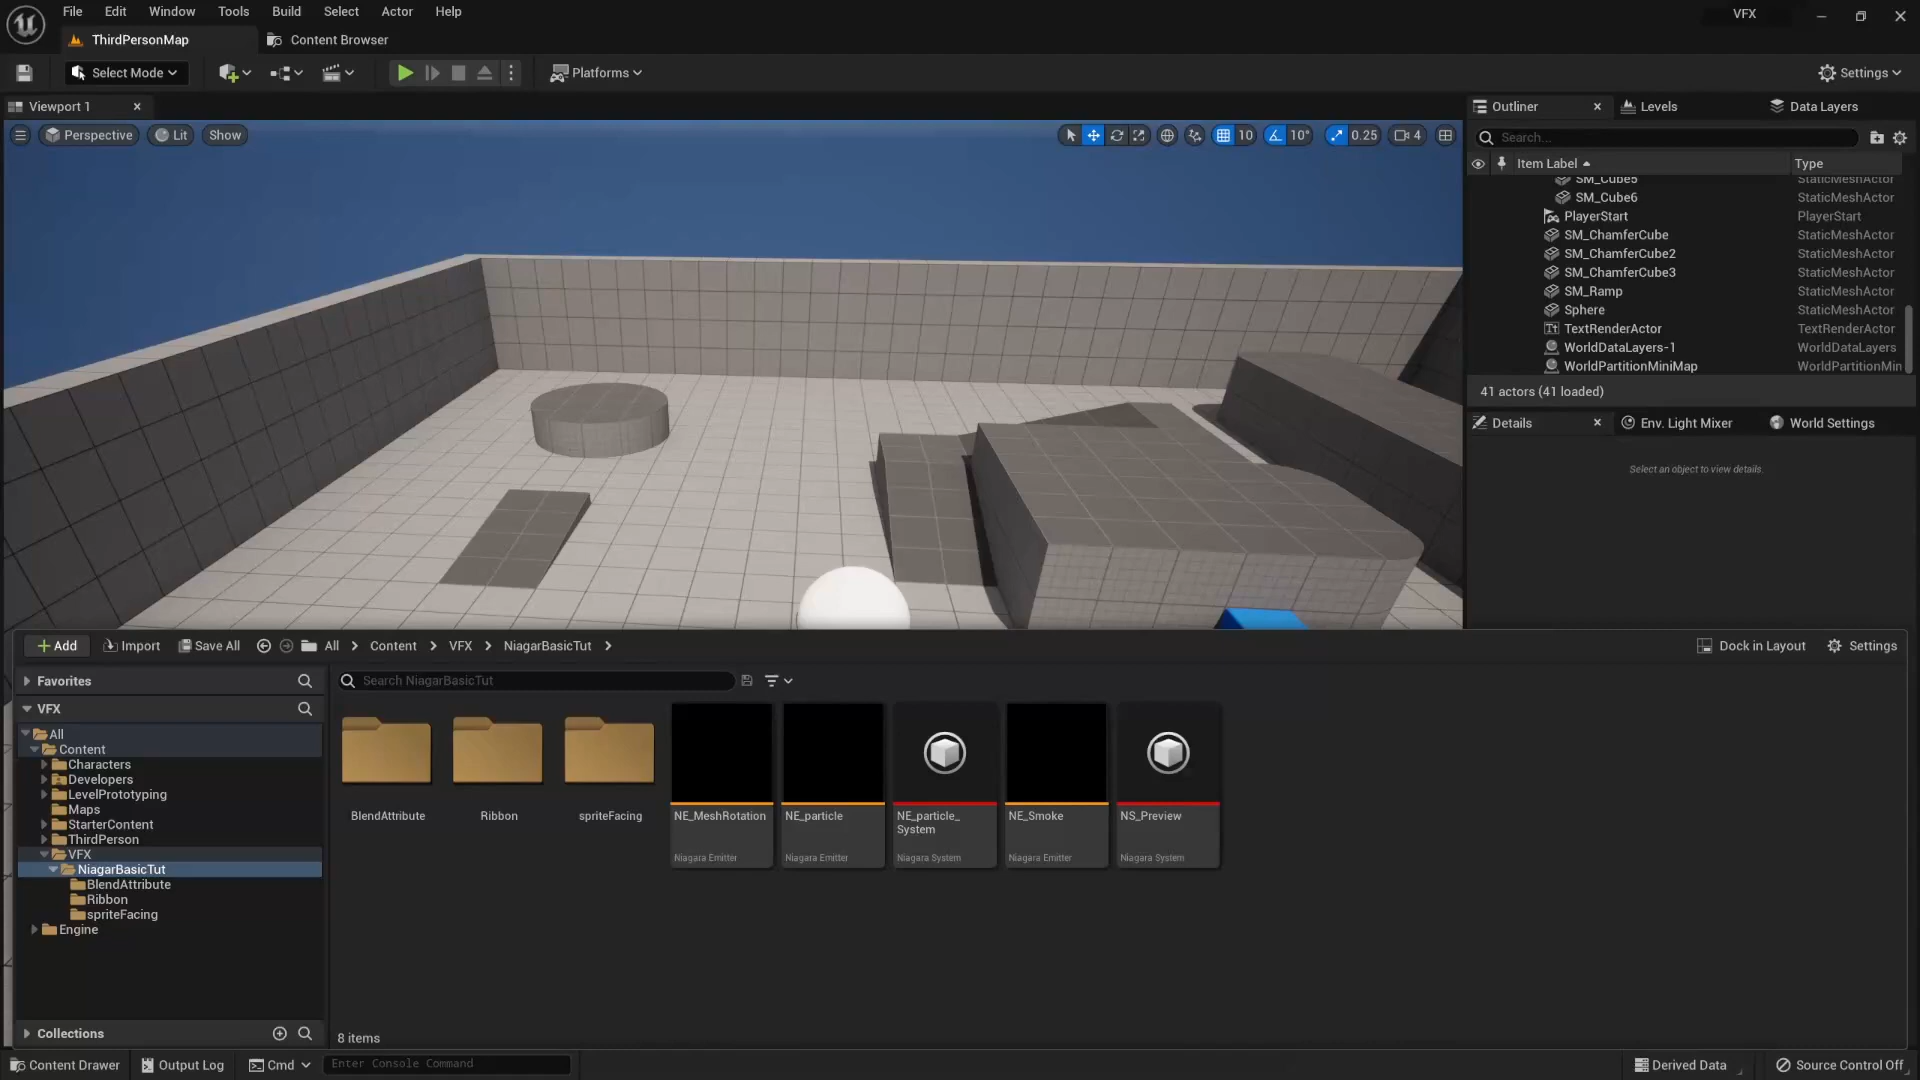 File Edit Window Tools Build Select Actor Help
VFX
ThirdPersonMap
Content Browser
Select Mode
Platforms
Settings
Viewport 1
Perspective
Lit
Show
10
10°
0.25
4
Outliner
Levels
Data Layers
Search...
Item Label
Type
SM_Cube5 StaticMeshActor
SM_Cube6 StaticMeshActor
PlayerStart PlayerStart
SM_ChamferCube StaticMeshActor
SM_ChamferCube2 StaticMeshActor
SM_ChamferCube3 StaticMeshActor
SM_Ramp StaticMeshActor
Sphere StaticMeshActor
TextRenderActor TextRenderActor
WorldDataLayers-1 WorldDataLayers
WorldPartitionMiniMap WorldPartitionMin
41 actors (41 loaded)
Details
Env. Light Mixer
World Settings
Select an object to view details.
Add
Import
Save All
All
Content
VFX
NiagarBasicTut
Dock in Layout
Settings
Favorites
VFX
All
Content
Characters
Developers
LevelPrototyping
Maps
StarterContent
ThirdPerson
VFX
NiagarBasicTut
BlendAttribute
Ribbon
spriteFacing
Engine
Collections
Search NiagarBasicTut
BlendAttribute
Ribbon
spriteFacing
NE_MeshRotation
Niagara Emitter
NE_particle
Niagara Emitter
NE_particle_
System
Niagara System
NE_Smoke
Niagara Emitter
NS_Preview
Niagara System
8 items
Content Drawer
Output Log
Cmd
Enter Console Command
Derived Data
Source Control Off